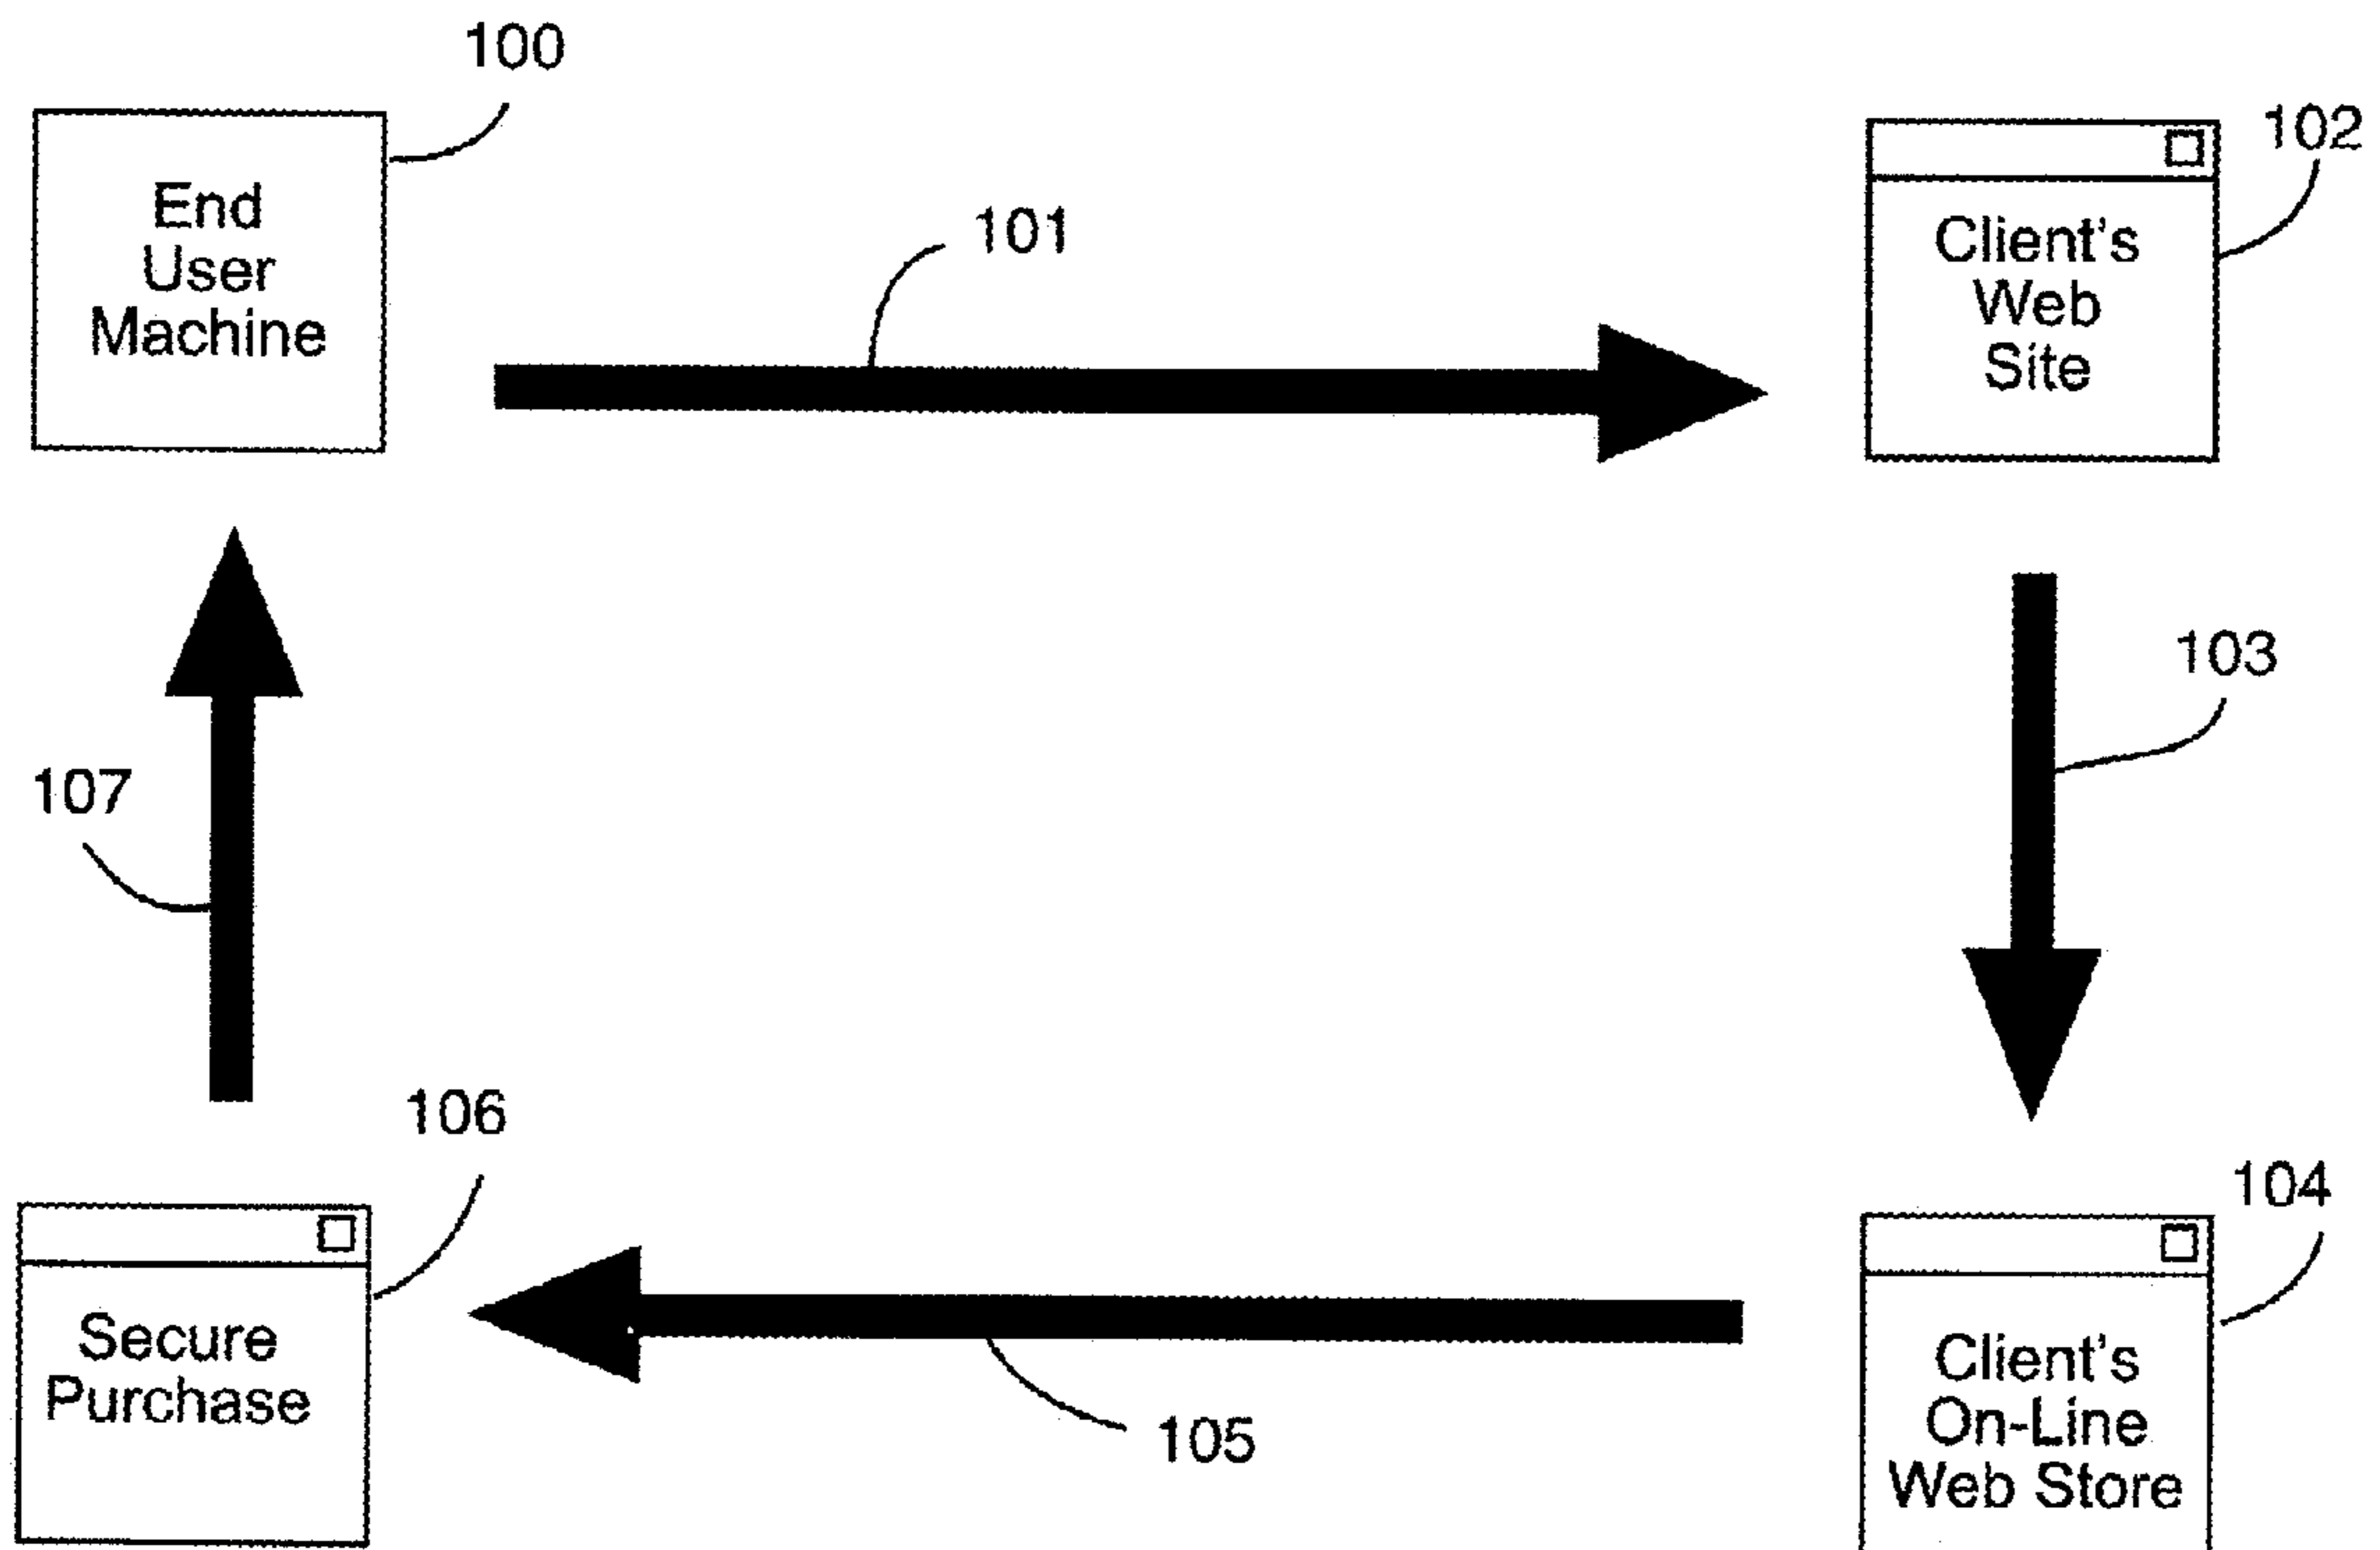 100
End
User
Machine
101
102
Client's
Web
Site
103
107
106
Secure
Purchase
105
104
Client's
On-Line
Web Store